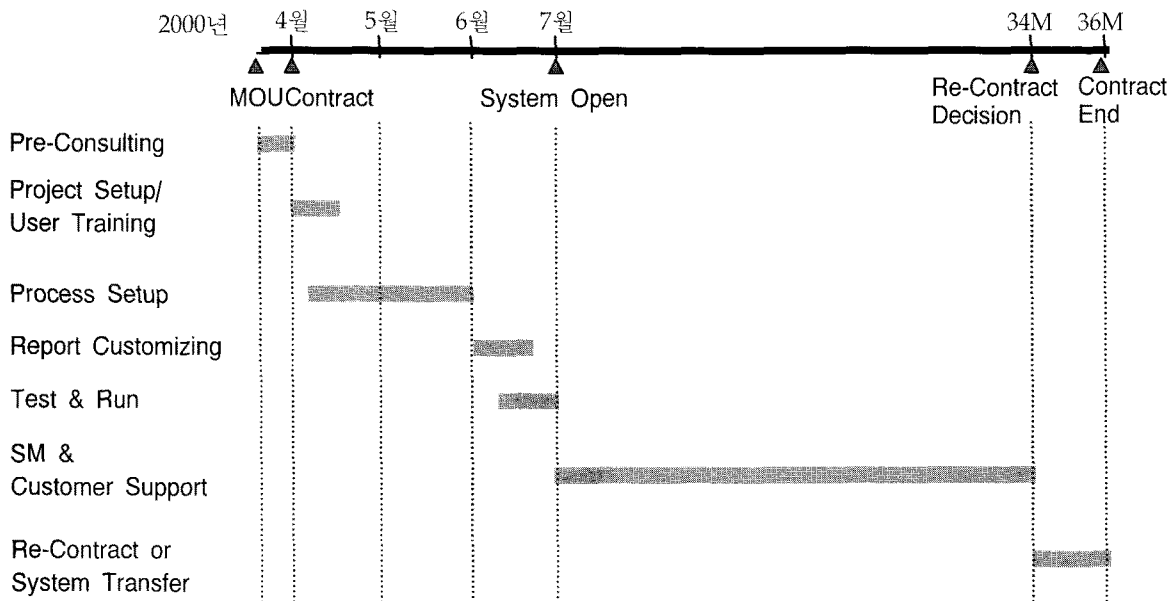 2000년 4월 5월 6월 7월 34M 36M
MOU Contract System Open Re-Contract Decision Contract End
Pre-Consulting
Project Setup/
User Training
Process Setup
Report Customizing
Test & Run
SM &
Customer Support
Re-Contract or
System Transfer